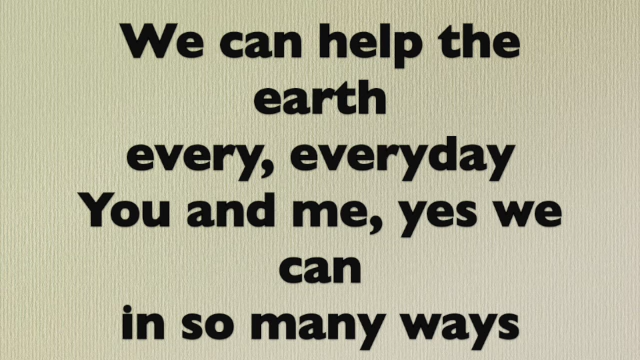 We can help the
earth
every, everyday
You and me, yes we
can
in so many ways